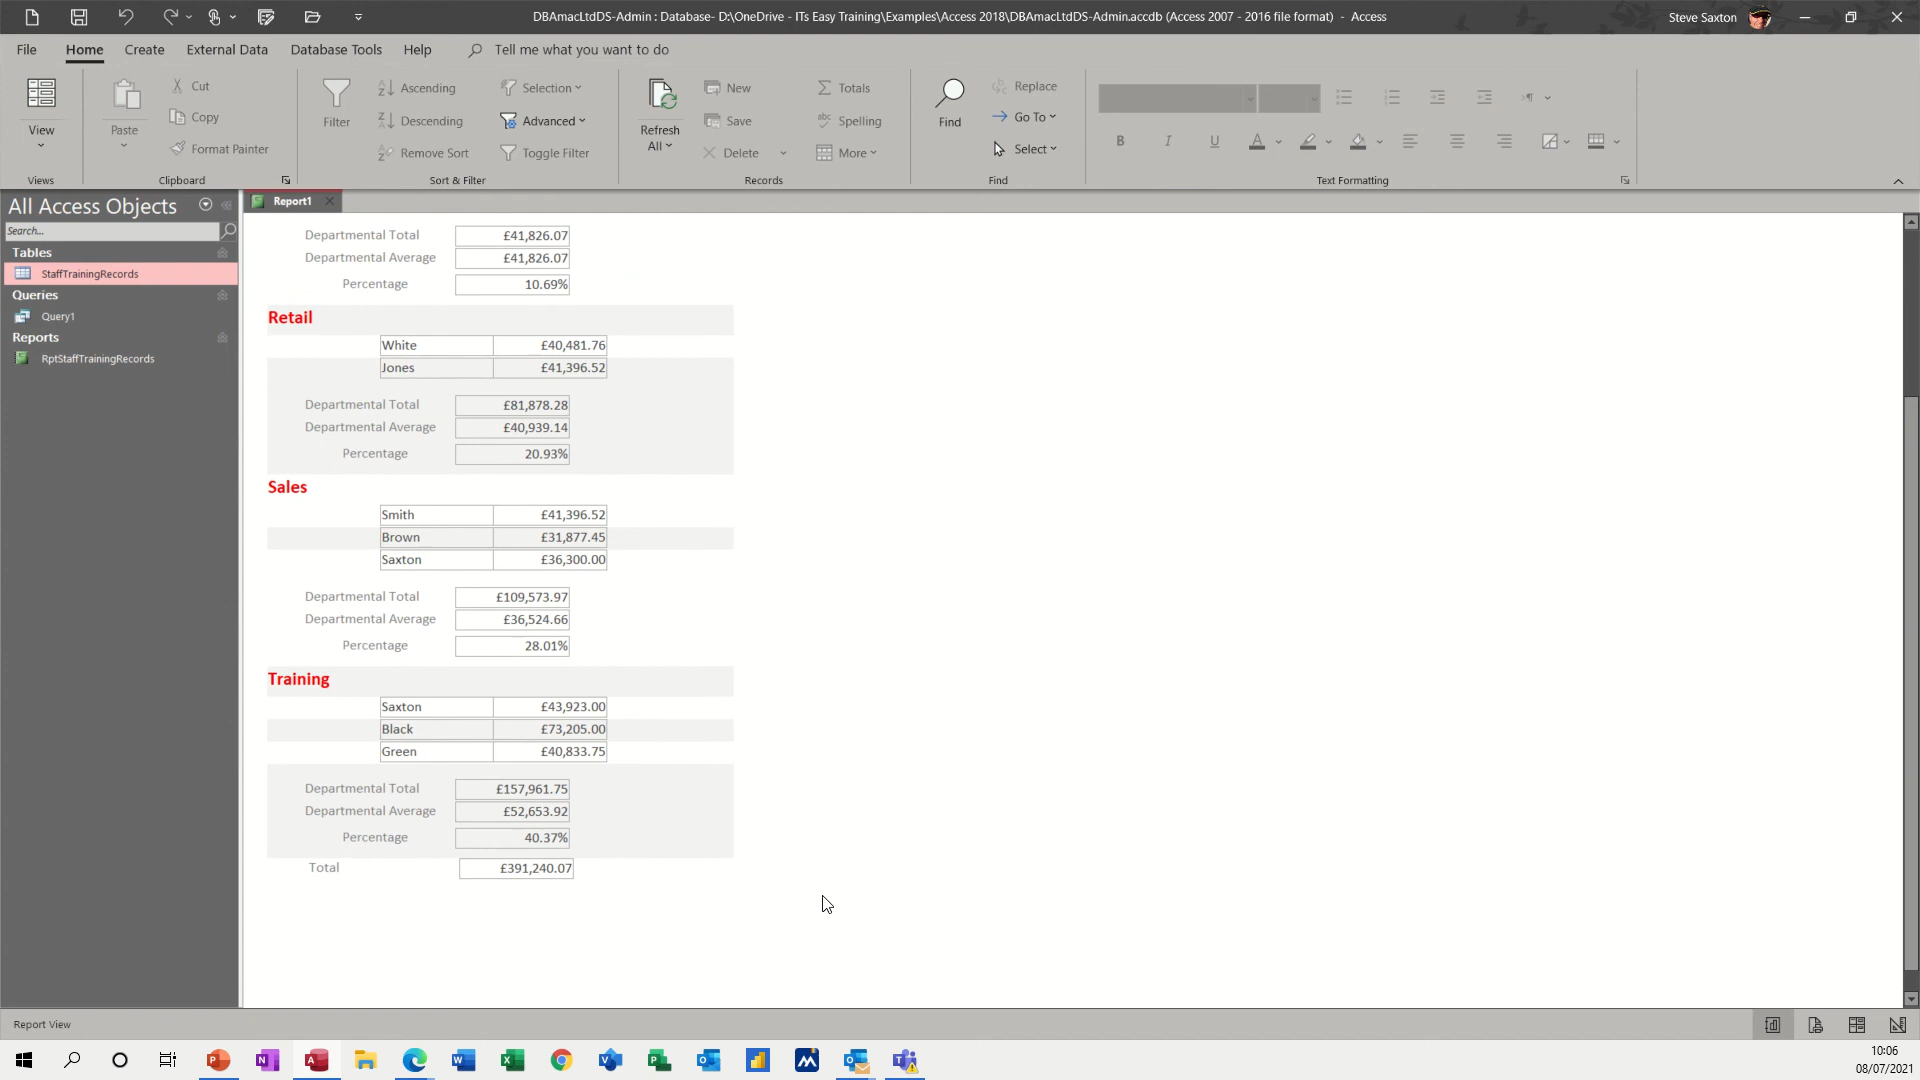 DBAmacLtdDS-Admin : Database- D:\OneDrive - ITs Easy Training\Examples\Access 2018\DBAmacLtdDS-Admin.accdb (Access 2007 - 2016 file format) - Access
Steve Saxton
File Home Create External Data Database Tools Help Tell me what you want to do
View
Views
Paste
Cut
Copy
Format Painter
Clipboard
Filter
Ascending
Descending
Remove Sort
Selection
Advanced
Toggle Filter
Sort & Filter
Refresh
All
New
Save
Delete
Totals
Spelling
More
Records
Find
Replace
Go To
Select
Find
B I U A
Text Formatting
All Access Objects
Search...
Tables
StaffTrainingRecords
Queries
Query1
Reports
RptStaffTrainingRecords
Report1
Departmental Total £41,826.07
Departmental Average £41,826.07
Percentage 10.69%
Retail
White £40,481.76
Jones £41,396.52
Departmental Total £81,878.28
Departmental Average £40,939.14
Percentage 20.93%
Sales
Smith £41,396.52
Brown £31,877.45
Saxton £36,300.00
Departmental Total £109,573.97
Departmental Average £36,524.66
Percentage 28.01%
Training
Saxton £43,923.00
Black £73,205.00
Green £40,833.75
Departmental Total £157,961.75
Departmental Average £52,653.92
Percentage 40.37%
Total £391,240.07
Report View
10:06
08/07/2021